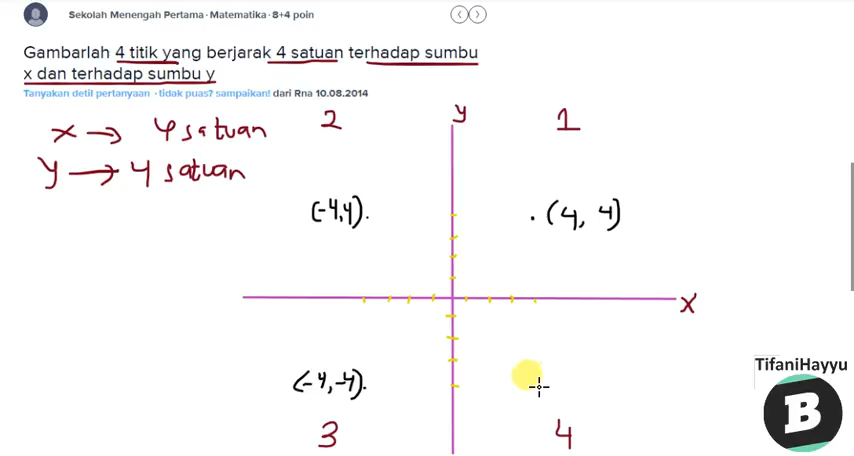 Sekolah Menengah Pertama · Matematika · 8+4 poin
Gambarlah 4 titik yang berjarak 4 satuan terhadap sumbu
x dan terhadap sumbu y
Tanyakan detil pertanyaan · tidak puas? sampaikan! dari Rna 10.08.2014
x → 4 satuan
y → 4 satuan
2
y
1
(-4,4).
. (4, 4)
x
(-4,-4).
3
4
TifaniHayyu
B